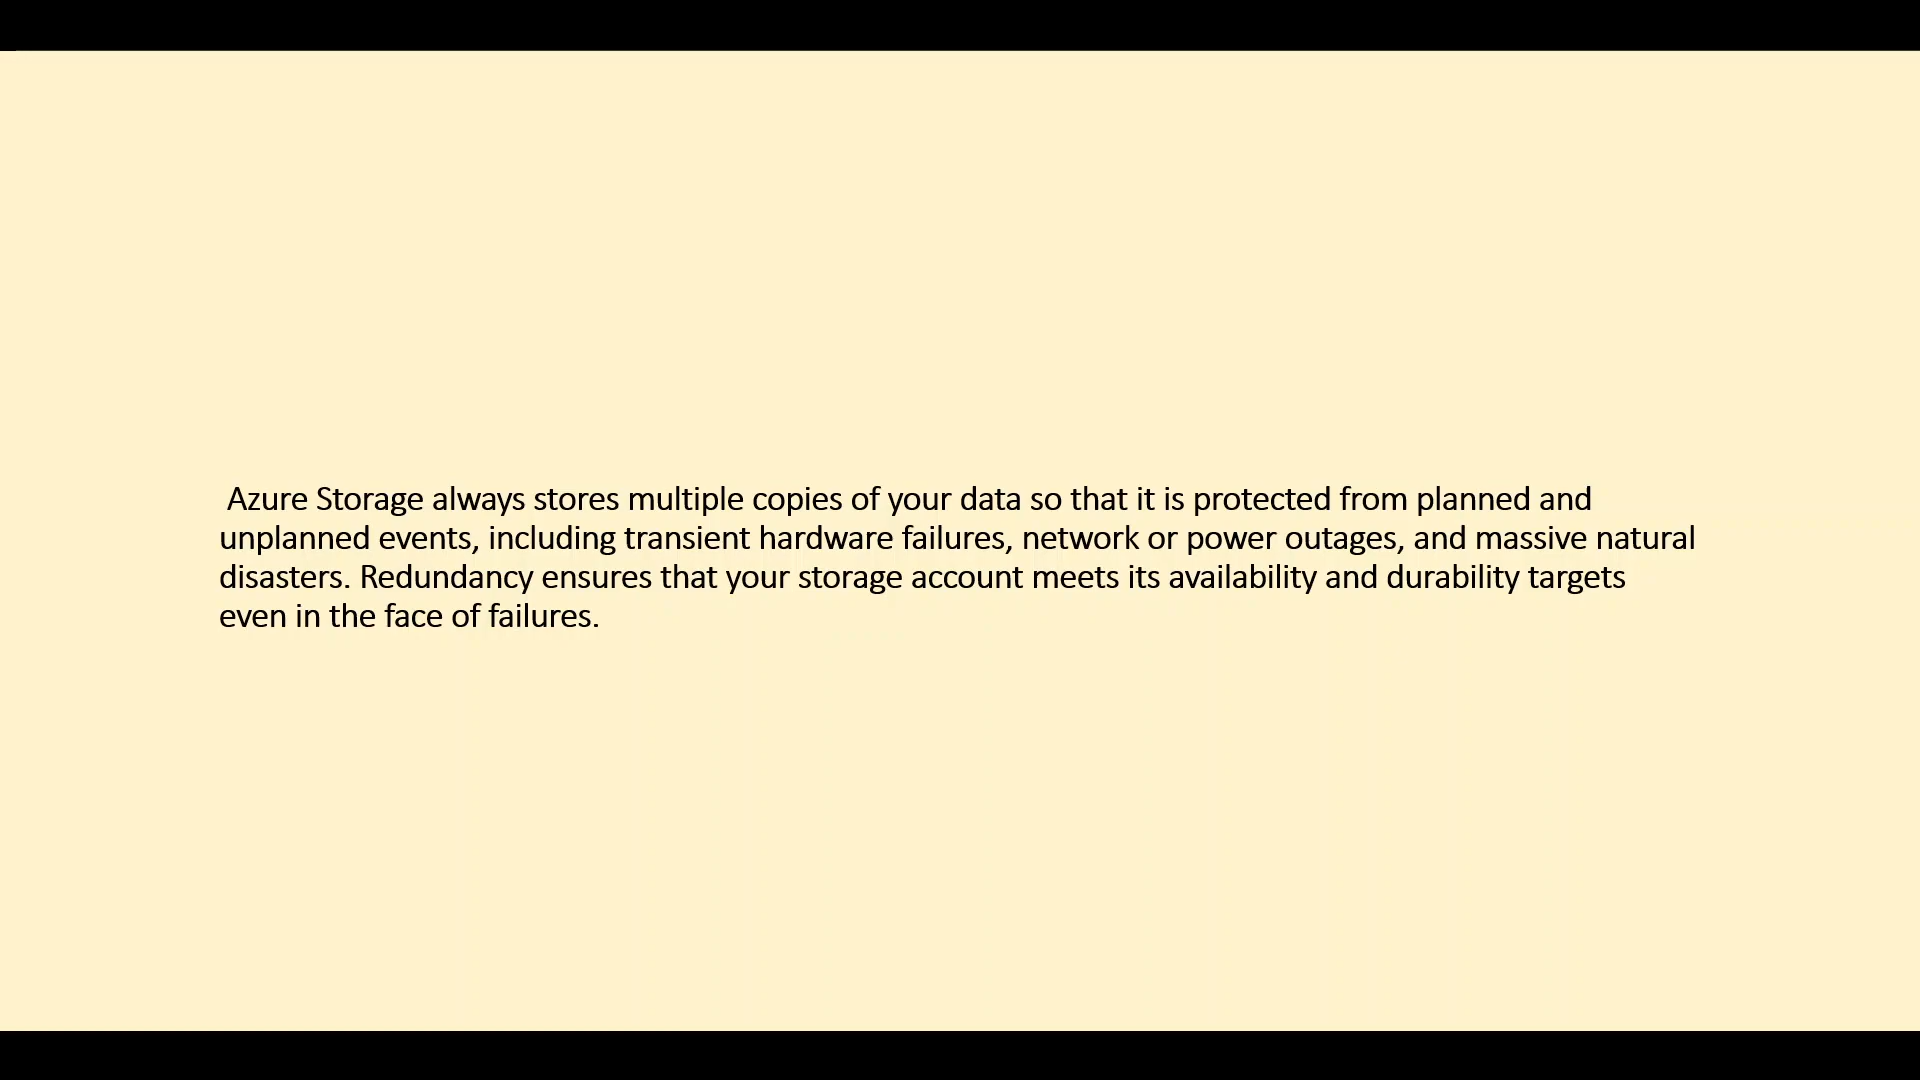 Azure Storage always stores multiple copies of your data so that it is protected from planned and
unplanned events, including transient hardware failures, network or power outages, and massive natural
disasters. Redundancy ensures that your storage account meets its availability and durability targets
even in the face of failures.